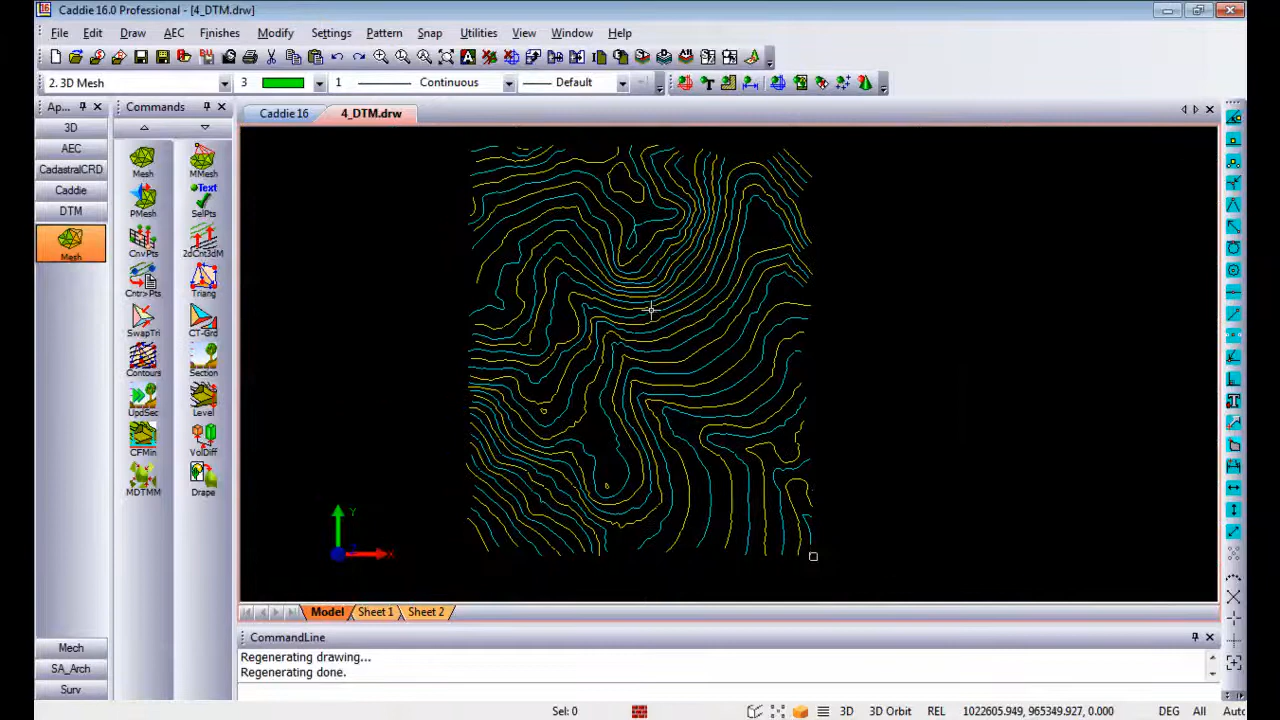 Caddie 16.0 Professional - [4_DTM.drw]
File Edit Draw AEC Finishes Modify Settings Pattern Snap Utilities View Window Help
2. 3D Mesh 3 1 Continuous Default
Ap... Commands
Caddie 16 4_DTM.drw
3D
AEC
CadastralCRD
Caddie
DTM
Mesh
Mesh MMesh
PMesh SelPts
CnvPts 2dCnt3dM
Cntr>Pts Triang
SwapTri CT-Grd
Contours Section
UpdSec Level
CFMin VolDiff
MDTMM Drape
Text
Y
X
Model Sheet 1 Sheet 2
CommandLine
Regenerating drawing...
Regenerating done.
Mech
SA_Arch
Surv
Sel: 0 3D 3D Orbit REL 1022605.949, 965349.927, 0.000 DEG All Auto